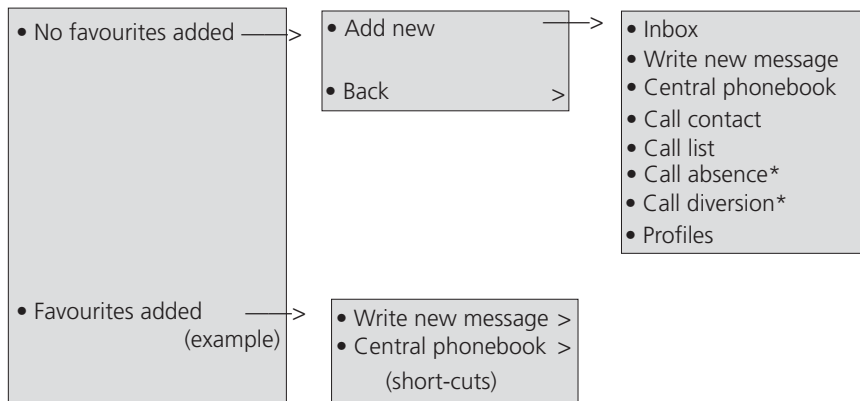 • No favourites added ——>
• Add new ——>
• Back >
• Inbox
• Write new message
• Central phonebook
• Call contact
• Call list
• Call absence*
• Call diversion*
• Profiles
• Favourites added ——>
(example)
• Write new message >
• Central phonebook >
(short-cuts)